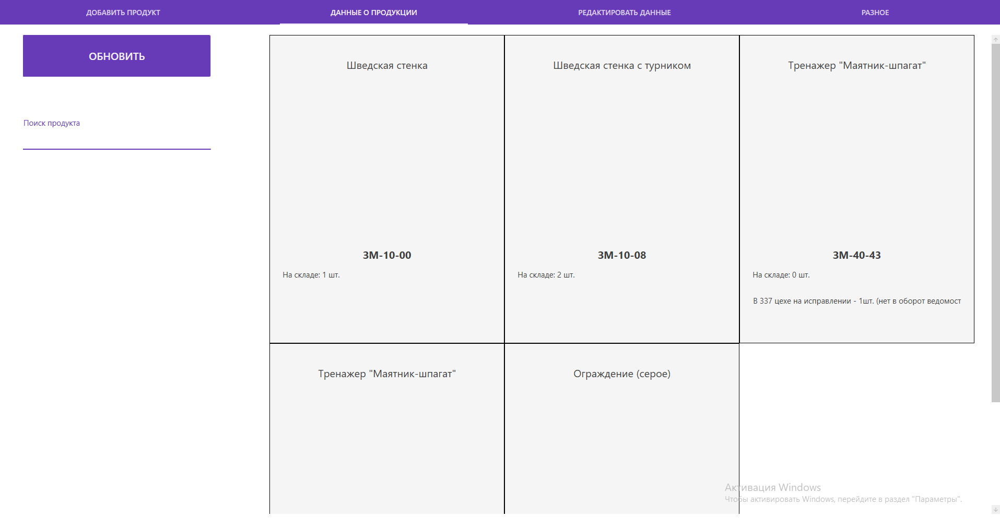 ДОБАВИТЬ ПРОДУКТ
ДАННЫЕ О ПРОДУКЦИИ
РЕДАКТИРОВАТЬ ДАННЫЕ
РАЗНОЕ
ОБНОВИТЬ
Поиск продукта
Шведская стенка
ЗМ-10-00
На складе: 1 шт.
Шведская стенка с турником
ЗМ-10-08
На складе: 2 шт.
Тренажер "Маятник-шпагат"
ЗМ-40-43
На складе: 0 шт.
В 337 цехе на исправлении - 1шт. (нет в оборот ведомост
Тренажер "Маятник-шпагат"
Ограждение (серое)
Активация Windows
Чтобы активировать Windows, перейдите в раздел "Параметры".